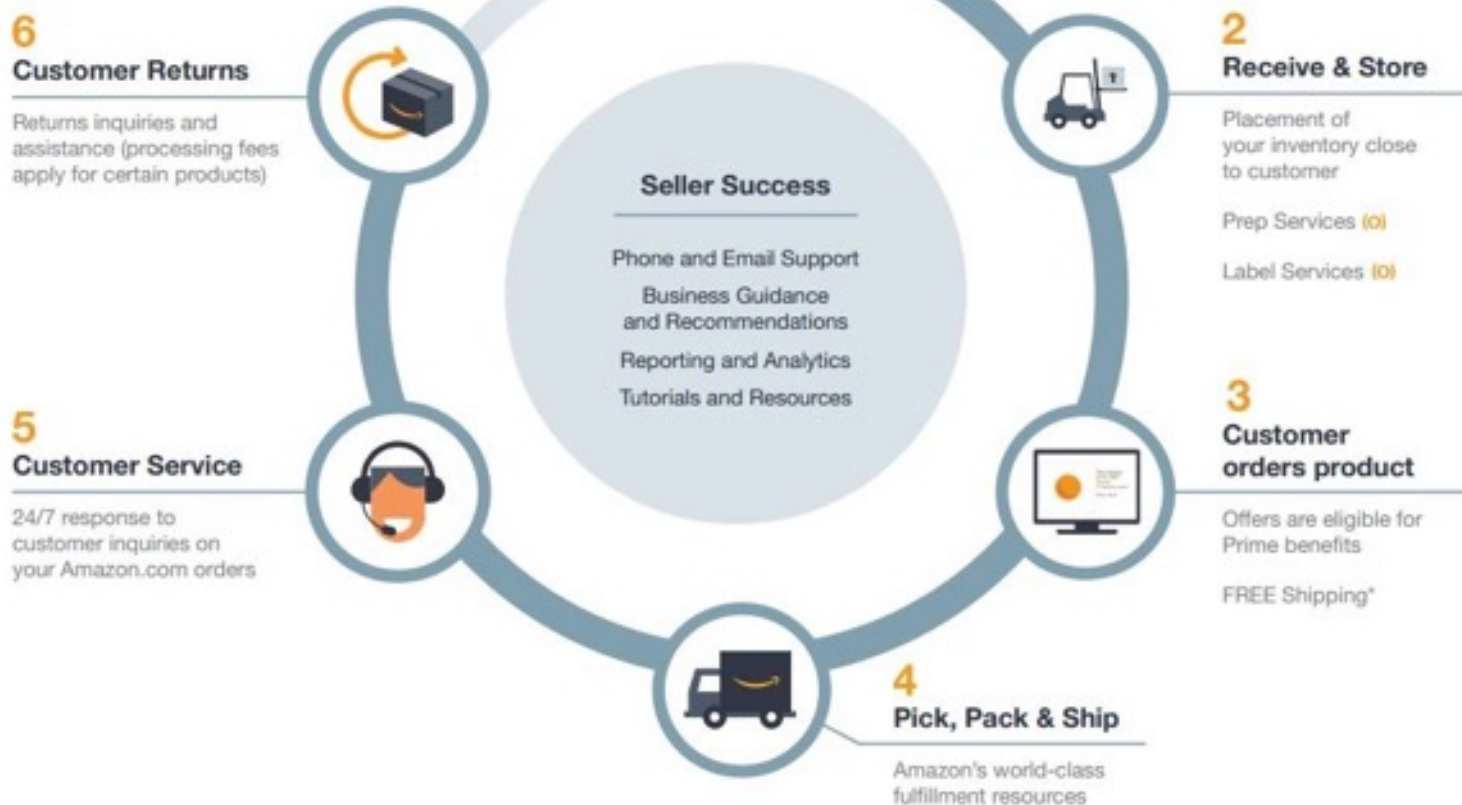 6
Customer Returns
Returns inquiries and
assistance (processing fees
apply for certain products)
2
Receive & Store
Placement of
your inventory close
to customer
Prep Services (O)
Label Services (O)
Seller Success
Phone and Email Support
Business Guidance
and Recommendations
Reporting and Analytics
Tutorials and Resources
3
Customer
orders product
Offers are eligible for
Prime benefits
FREE Shipping*
5
Customer Service
24/7 response to
customer inquiries on
your Amazon.com orders
4
Pick, Pack & Ship
Amazon's world-class
fulfillment resources